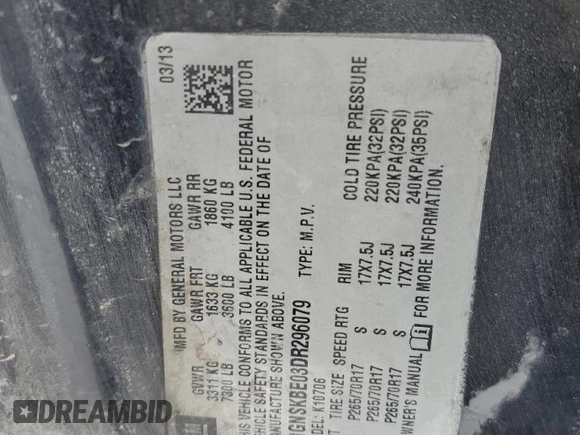 03/13
MFD BY GENERAL MOTORS LLC
GVWR GAWR FRT GAWR RR
3311 KG 1633 KG 1860 KG
7300 LB 3600 LB 4100 LB
THIS VEHICLE CONFORMS TO ALL APPLICABLE U.S. FEDERAL MOTOR
VEHICLE SAFETY STANDARDS IN EFFECT ON THE DATE OF
MANUFACTURE SHOWN ABOVE.
1GNSKBE03DR296079 TYPE: M.P.V.
DEL: K10706
TIRE SIZE SPEED RTG RIM COLD TIRE PRESSURE
P265/70R17 S 17X7.5J 220KPA(32PSI)
P265/70R17 S 17X7.5J 220KPA(32PSI)
P265/70R17 S 17X7.5J 240KPA(35PSI)
OWNER'S MANUAL FOR MORE INFORMATION.
DREAMBID